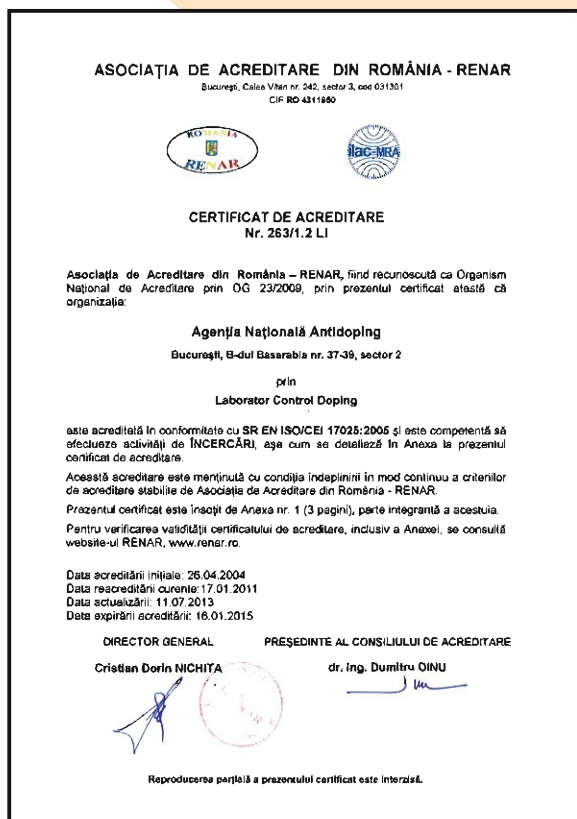 ASOCIAȚIA DE ACREDITARE DIN ROMÂNIA - RENAR
București, Calea Vitan nr. 242, sector 3, cod 031301
CIF RO 4311980
ROMANIA
RENAR
ilac-MRA
CERTIFICAT DE ACREDITARE
Nr. 263/1.2 LI
Asociația de Acreditare din România – RENAR, fiind recunoscută ca Organism
Național de Acreditare prin OG 23/2009, prin prezentul certificat atestă că
organizația:
Agenția Națională Antidoping
București, B-dul Basarabia nr. 37-39, sector 2
prin
Laborator Control Doping
este acreditată în conformitate cu SR EN ISO/CEI 17025:2005 și este competentă să
efectueze activități de ÎNCERCĂRI, așa cum se detaliază în Anexa la prezentul
certificat de acreditare.
Această acreditare este menținută cu condiția îndeplinirii în mod continuu a criteriilor
de acreditare stabilite de Asociația de Acreditare din România - RENAR.
Prezentul certificat este însoțit de Anexa nr. 1 (3 pagini), parte integrantă a acestuia.
Pentru verificarea validității certificatului de acreditare, inclusiv a Anexei, se consultă
website-ul RENAR, www.renar.ro.
Data acreditării inițiale: 26.04.2004
Data reacreditării curente: 17.01.2011
Data actualizării: 11.07.2013
Data expirării acreditării: 16.01.2015
DIRECTOR GENERAL PREȘEDINTE AL CONSILIULUI DE ACREDITARE
Cristian Dorin NICHITA dr. ing. Dumitru DINU
Reproducerea parțială a prezentului certificat este interzisă.